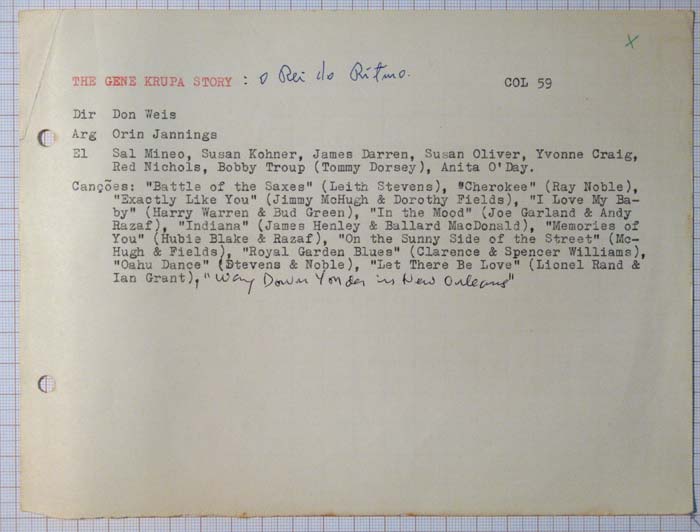 x
THE GENE KRUPA STORY : O Rei do Ritmo. COL 59
Dir Don Weis
Arg Orin Jannings
El Sal Mineo, Susan Kohner, James Darren, Susan Oliver, Yvonne Craig,
Red Nichols, Bobby Troup (Tommy Dorsey), Anita O'Day.
Canções: "Battle of the Saxes" (Leith Stevens), "Cherokee" (Ray Noble),
"Exactly Like You" (Jimmy McHugh & Dorothy Fields), "I Love My Ba-
by" (Harry Warren & Bud Green), "In the Mood" (Joe Garland & Andy
Razaf), "Indiana" (James Henley & Ballard MacDonald), "Memories of
You" (Hubie Blake & Razaf), "On the Sunny Side of the Street" (Mc-
Hugh & Fields), "Royal Garden Blues" (Clarence & Spencer Williams),
"Oahu Dance" (Stevens & Noble), "Let There Be Love" (Lionel Rand &
Ian Grant), "Way Down Yonder in New Orleans"